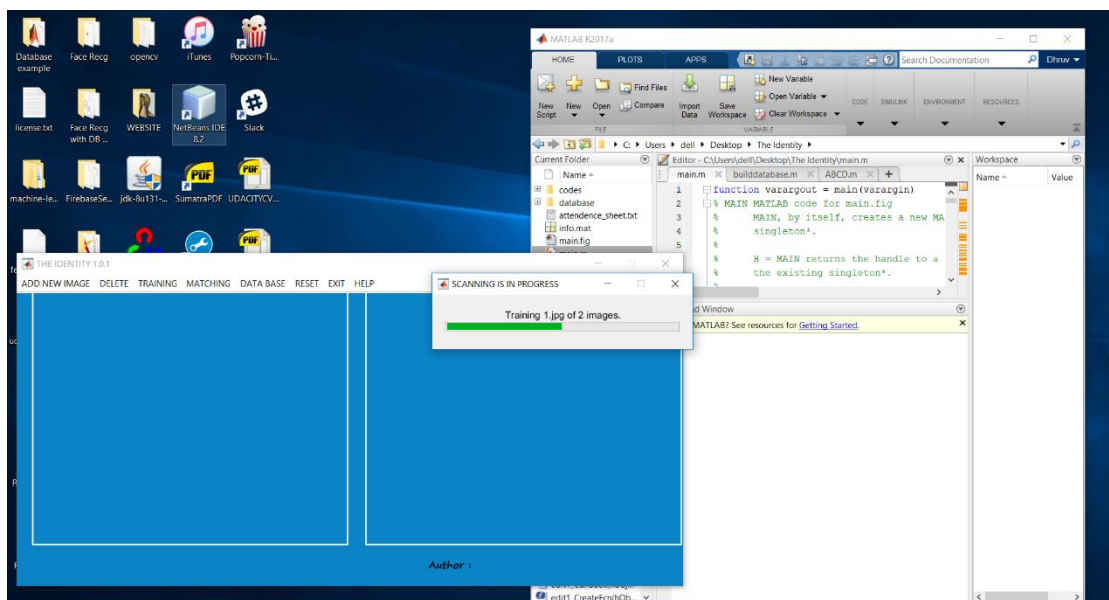 Database example
Face Recg
opencv
iTunes
Popcorn-Ti...
license.txt
Face Recg with DB ...
WEBSITE
NetBeans IDE 8.2
Slack
machine-le...
FirebaseSe...
jdk-8u131-...
SumatraPDF
UDACITYCV...
THE IDENTITY 1.0.1
ADD NEW IMAGE DELETE TRAINING MATCHING DATA BASE RESET EXIT HELP
Author :
SCANNING IS IN PROGRESS
Training 1.jpg of 2 images.
MATLAB R2017a
HOME PLOTS APPS Search Documentation Dhruv
New Script
New
Open
Find Files
Compare
Import Data
Save Workspace
New Variable
Open Variable
Clear Workspace
CODE SIMULINK ENVIRONMENT RESOURCES
FILE VARIABLE
C: Users dell Desktop The Identity
Current Folder
Name
codes
database
attendence_sheet.txt
info.mat
main.fig
Editor - C:\Users\dell\Desktop\The Identity\main.m
main.m builddatabase.m ABCD.m
1 function varargout = main(varargin)
2 % MAIN MATLAB code for main.fig
3 % MAIN, by itself, creates a new MA
4 % singleton*.
5 %
% H = MAIN returns the handle to a
% the existing singleton*.
Workspace
Name Value
d Window
MATLAB? See resources for Getting Started.
edit1_CreateFcn(hOb...